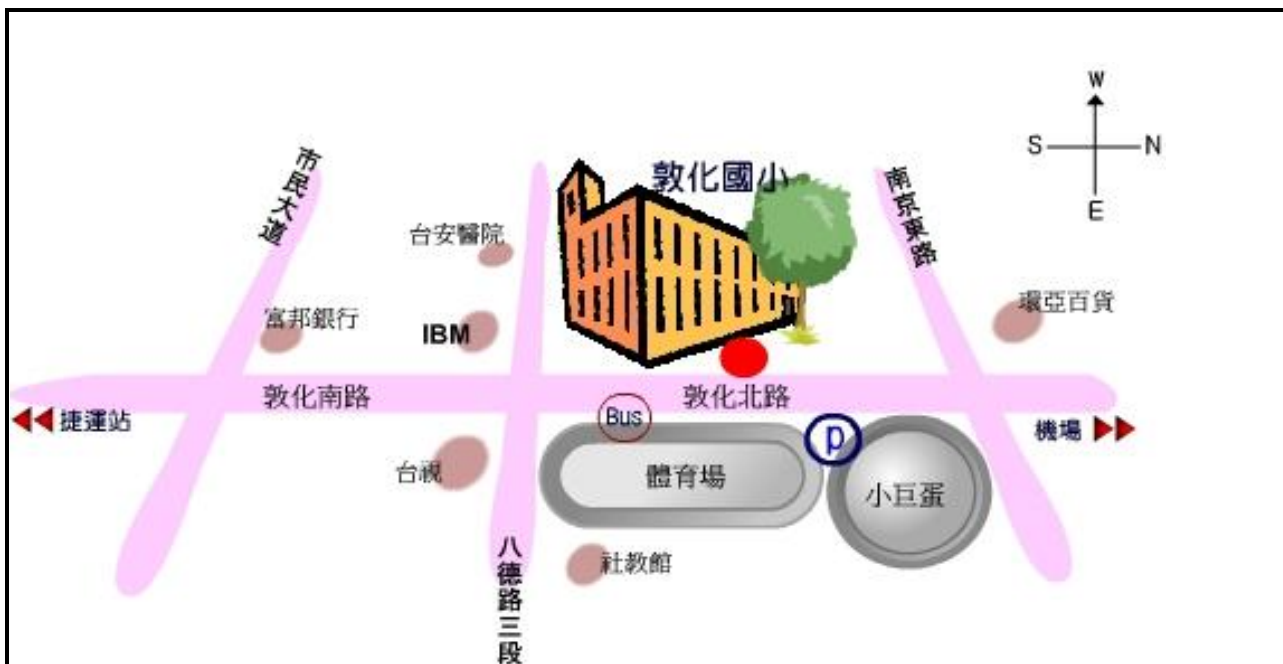 W
S
N
E
敦化國小
市民大道
南京東路
台安醫院
環亞百貨
富邦銀行
IBM
敦化南路
敦化北路
捷運站
Bus
機場
p
台視
體育場
小巨蛋
社教館
八德路三段